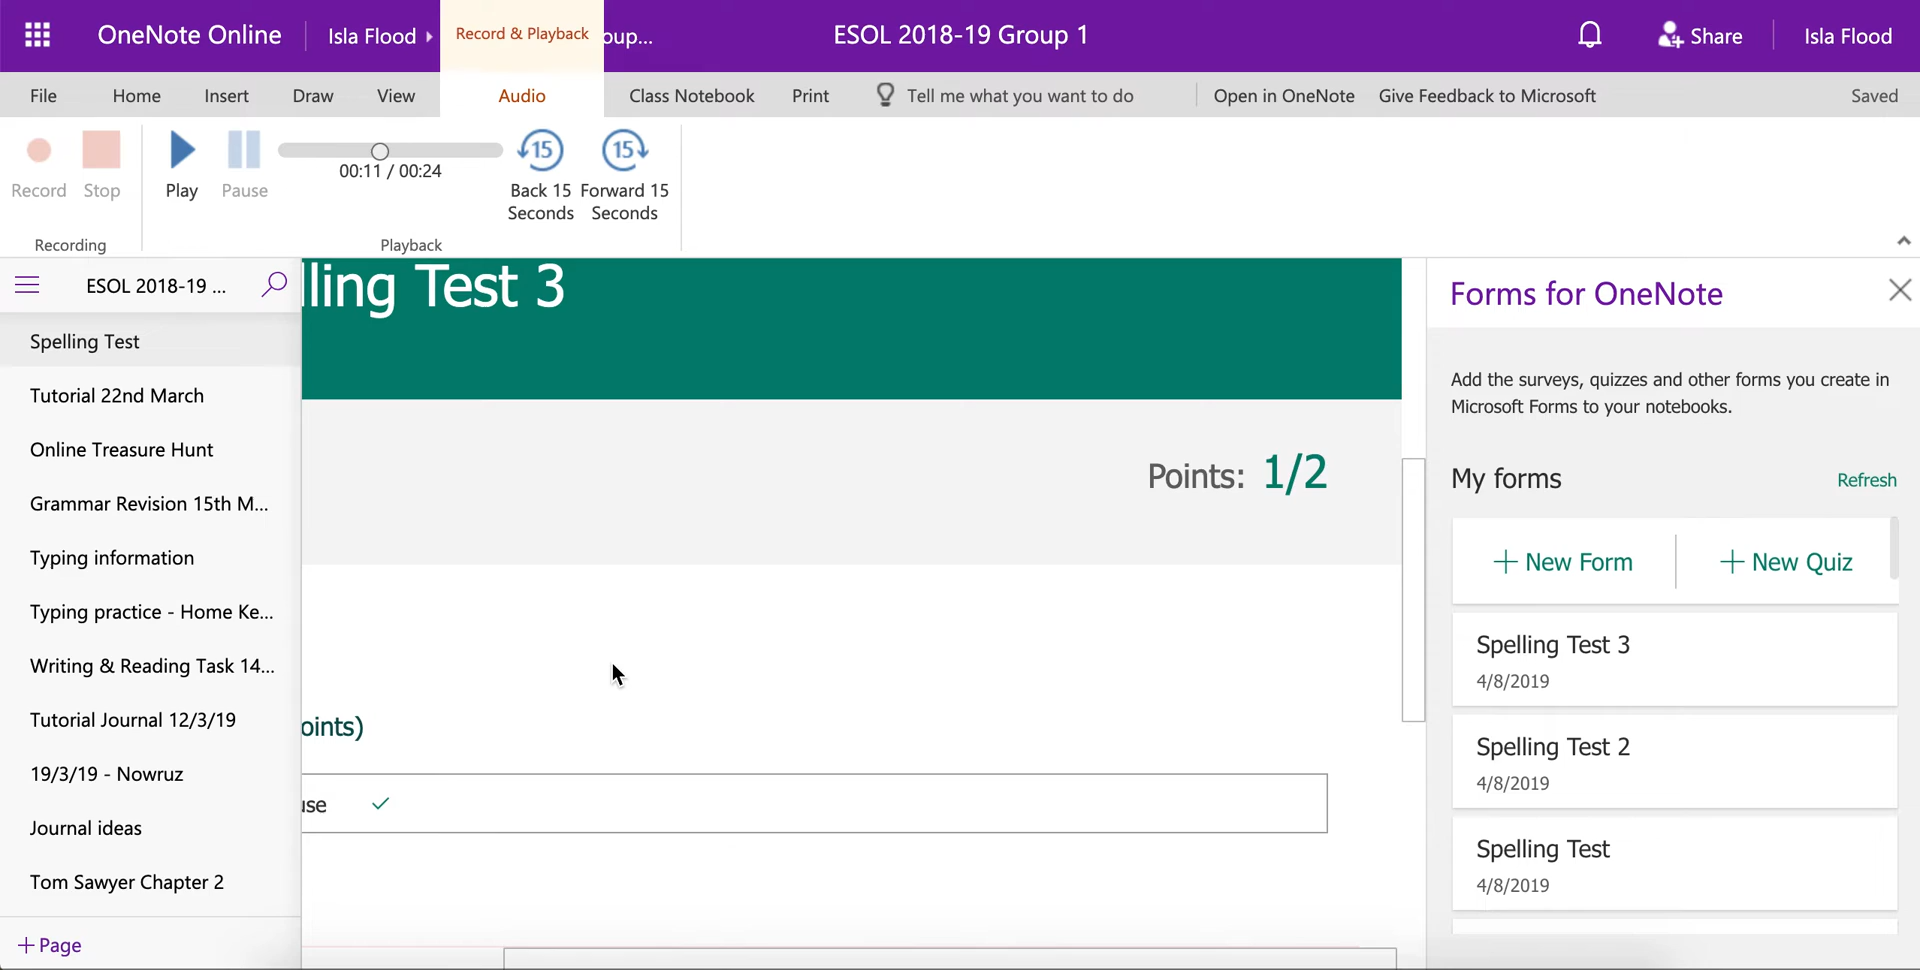 OneNote Online
Isla Flood
Record & Playback
oup...
ESOL 2018-19 Group 1
Share
Isla Flood
File
Home
Insert
Draw
View
Audio
Class Notebook
Print
Tell me what you want to do
Open in OneNote
Give Feedback to Microsoft
Saved
Record
Stop
Play
Pause
00:11 / 00:24
15
Back 15
Seconds
15
Forward 15
Seconds
Recording
Playback
ESOL 2018-19 ...
Spelling Test
Tutorial 22nd March
Online Treasure Hunt
Grammar Revision 15th M...
Typing information
Typing practice - Home Ke...
Writing & Reading Task 14...
Tutorial Journal 12/3/19
19/3/19 - Nowruz
Journal ideas
Tom Sawyer Chapter 2
+ Page
lling Test 3
Points: 1/2
oints)
use
Forms for OneNote
Add the surveys, quizzes and other forms you create in
Microsoft Forms to your notebooks.
My forms
Refresh
+ New Form
+ New Quiz
Spelling Test 3
4/8/2019
Spelling Test 2
4/8/2019
Spelling Test
4/8/2019